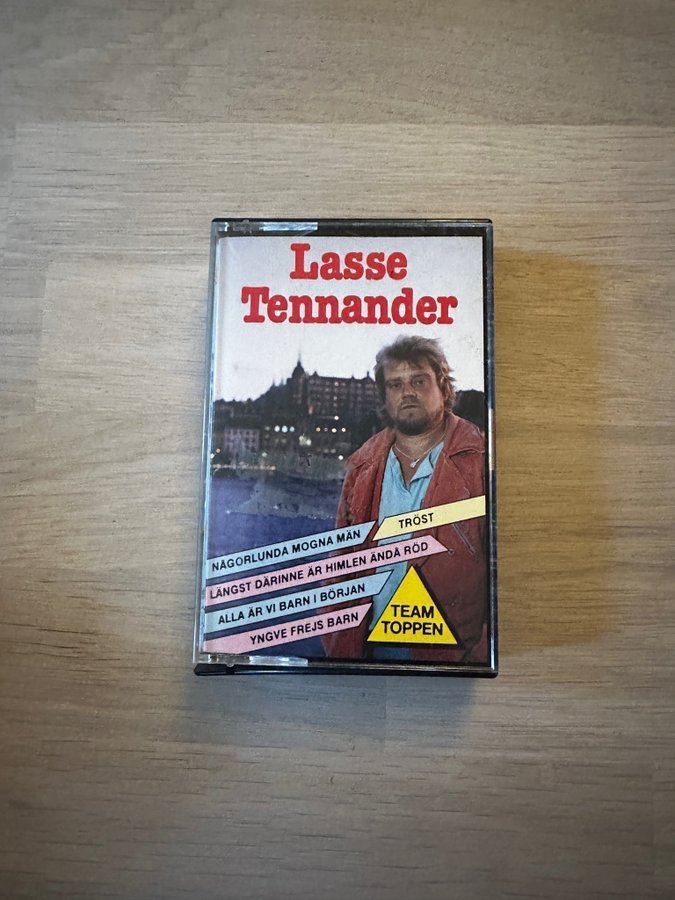 Lasse
Tennander
TRÖST
NÅGORLUNDA MOGNA MÄN
LÄNGST DÄRINNE ÄR HIMLEN ÄNDÅ RÖD
ALLA ÄR VI BARN I BÖRJAN
YNGVE FREJS BARN
TEAM
TOPPEN